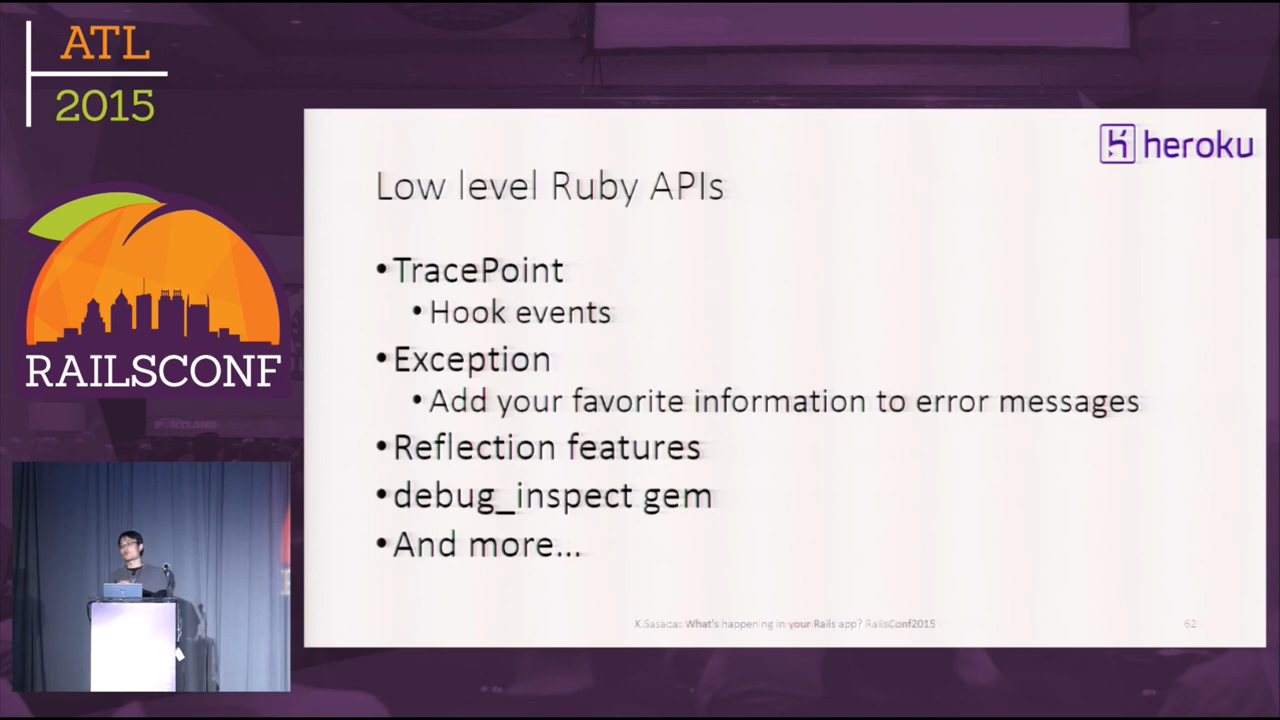 ATL
2015
RAILSCONF
heroku
Low level Ruby APIs
•TracePoint
•Hook events
•Exception
•Add your favorite information to error messages
•Reflection features
•debug_inspect gem
•And more…
K.Sasada: What's happening in your Rails app? RailsConf2015
62